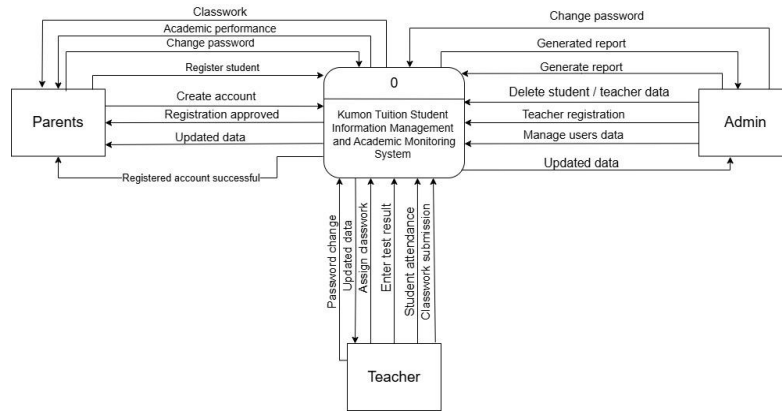 Classwork
Academic performance
Change password
Register student
Create account
Registration approved
Updated data
Registered account successful
Parents
0
Kumon Tuition Student
Information Management
and Academic Monitoring
System
Change password
Generated report
Generate report
Delete student / teacher data
Teacher registration
Manage users data
Updated data
Admin
Password change
Updated data
Assign classwork
Enter test result
Student attendance
Classwork submission
Teacher